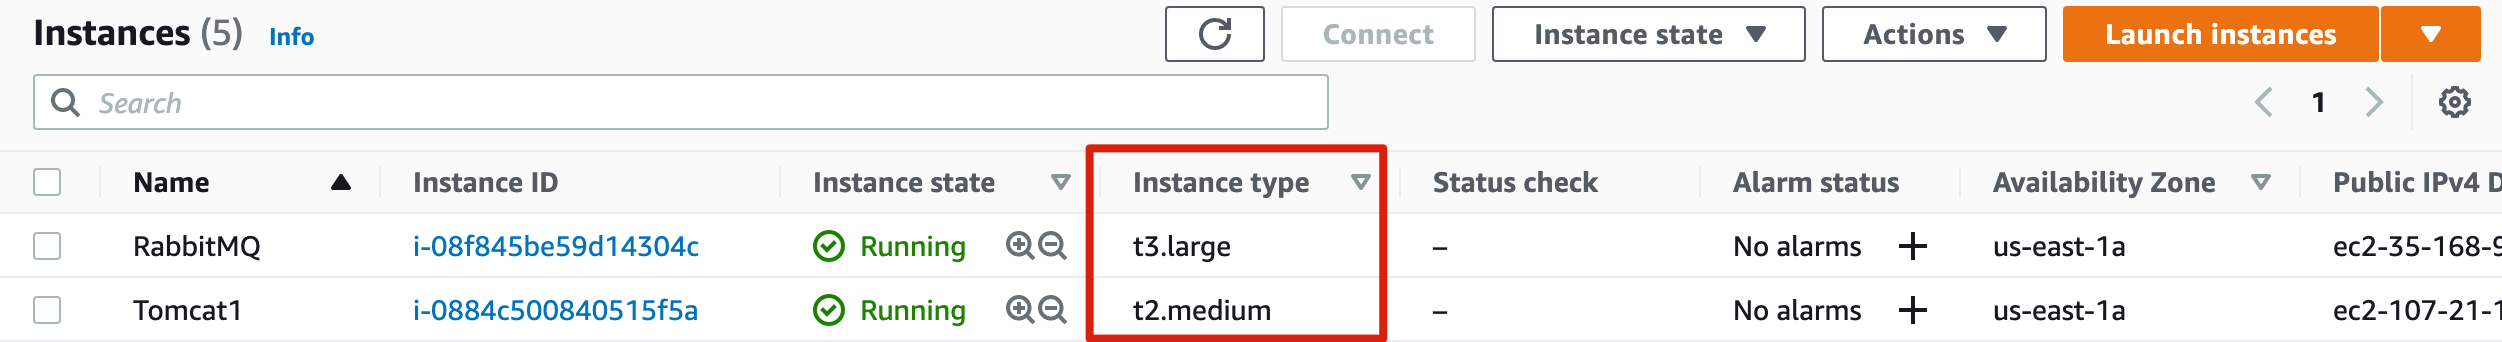 Instances (5) Info Connect Instance state Actions Launch instances
Search 1
Name Instance ID Instance state Instance type Status check Alarm status Availability Zone Public IPv4 D
RabbitMQ i-08f845be59d14304c Running t3.large – No alarms + us-east-1a ec2-35-168-9
Tomcat1 i-0884c500840515f5a Running t2.medium – No alarms + us-east-1a ec2-107-21-1